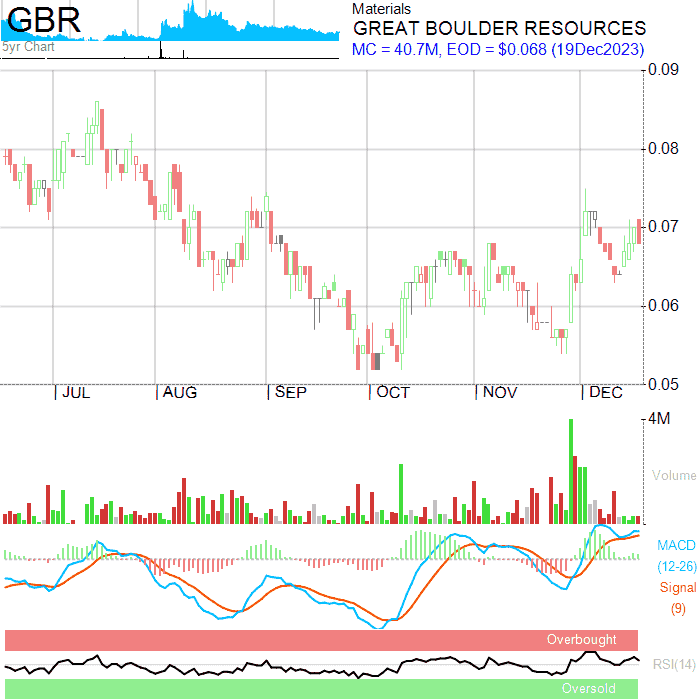 GBR
5yr Chart
Materials
GREAT BOULDER RESOURCES
MC = 40.7M, EOD = $0.068 (19Dec2023)
0.09
0.08
0.07
0.06
0.05
JUL AUG SEP OCT NOV DEC
4M
Volume
MACD
(12-26)
Signal
(9)
Overbought
RSI(14)
Oversold